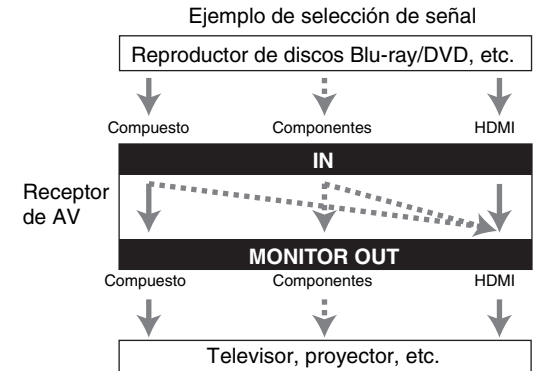 Ejemplo de selección de señal
Reproductor de discos Blu-ray/DVD, etc.
Compuesto Componentes HDMI
IN
Receptor
de AV
MONITOR OUT
Compuesto Componentes HDMI
Televisor, proyector, etc.